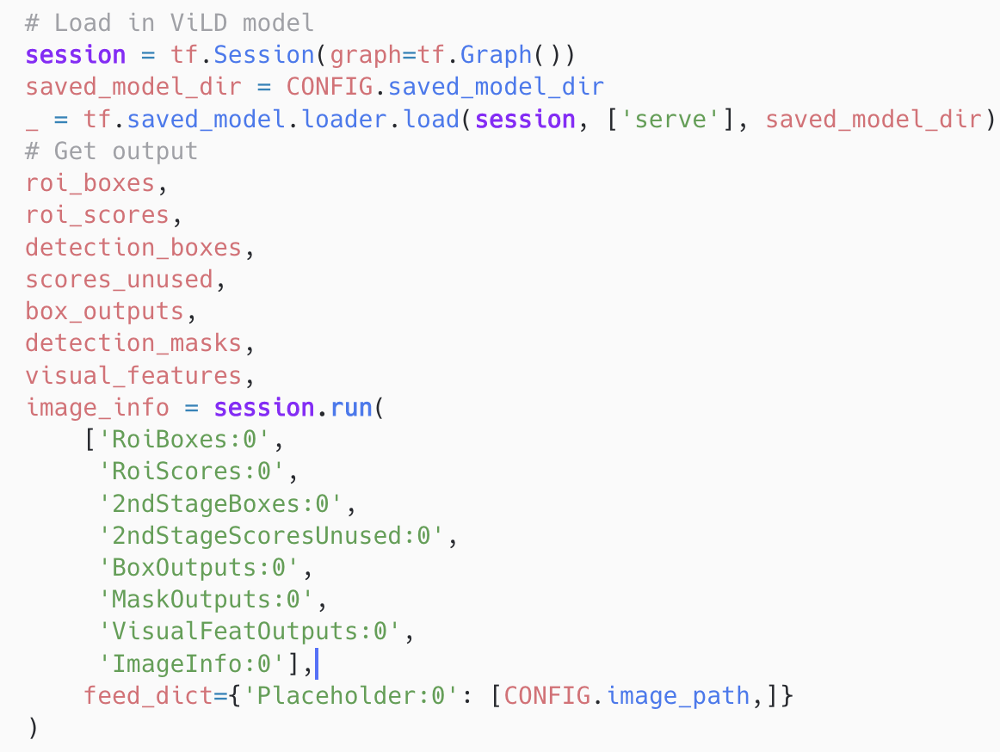 # Load in ViLD model
session = tf.Session(graph=tf.Graph())
saved_model_dir = CONFIG.saved_model_dir
_ = tf.saved_model.loader.load(session, ['serve'], saved_model_dir)
# Get output
roi_boxes,
roi_scores,
detection_boxes,
scores_unused,
box_outputs,
detection_masks,
visual_features,
image_info = session.run(
    ['RoiBoxes:0',
     'RoiScores:0',
     '2ndStageBoxes:0',
     '2ndStageScoresUnused:0',
     'BoxOutputs:0',
     'MaskOutputs:0',
     'VisualFeatOutputs:0',
     'ImageInfo:0'],
    feed_dict={'Placeholder:0': [CONFIG.image_path,]}
)